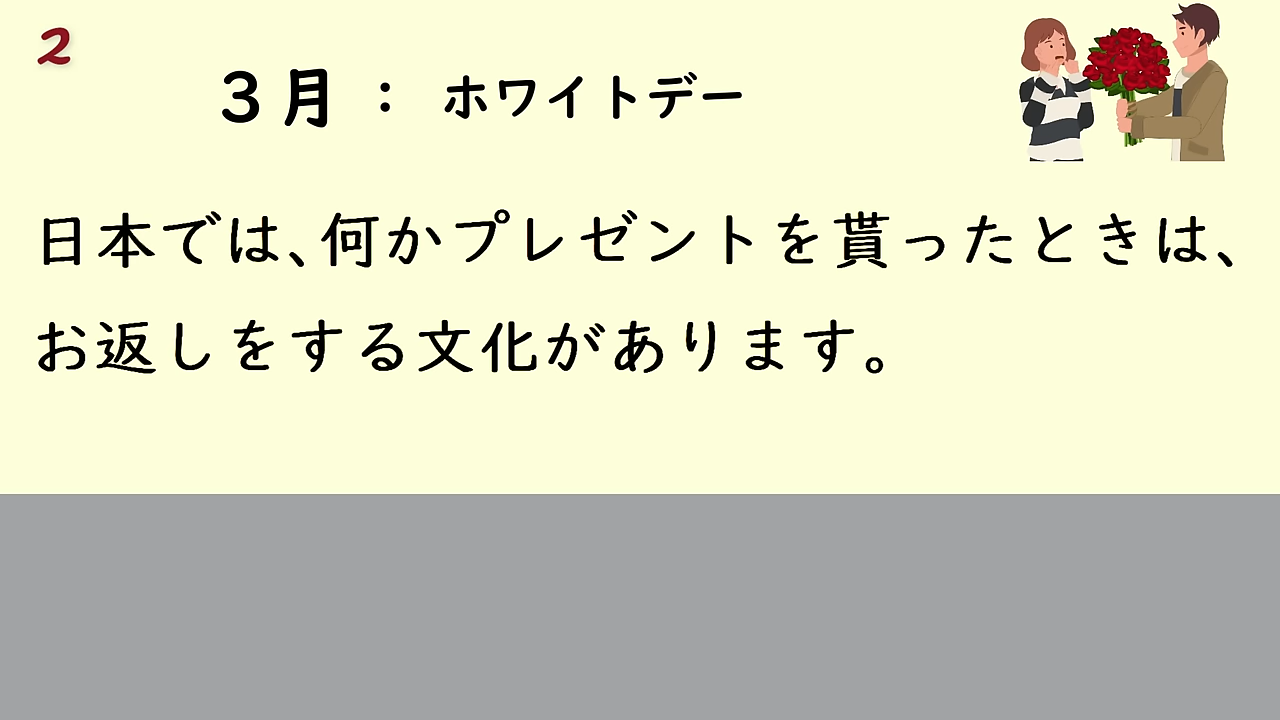 2
３月：ホワイトデー
日本では､何かプレゼントを貰ったときは、
お返しをする文化があります。